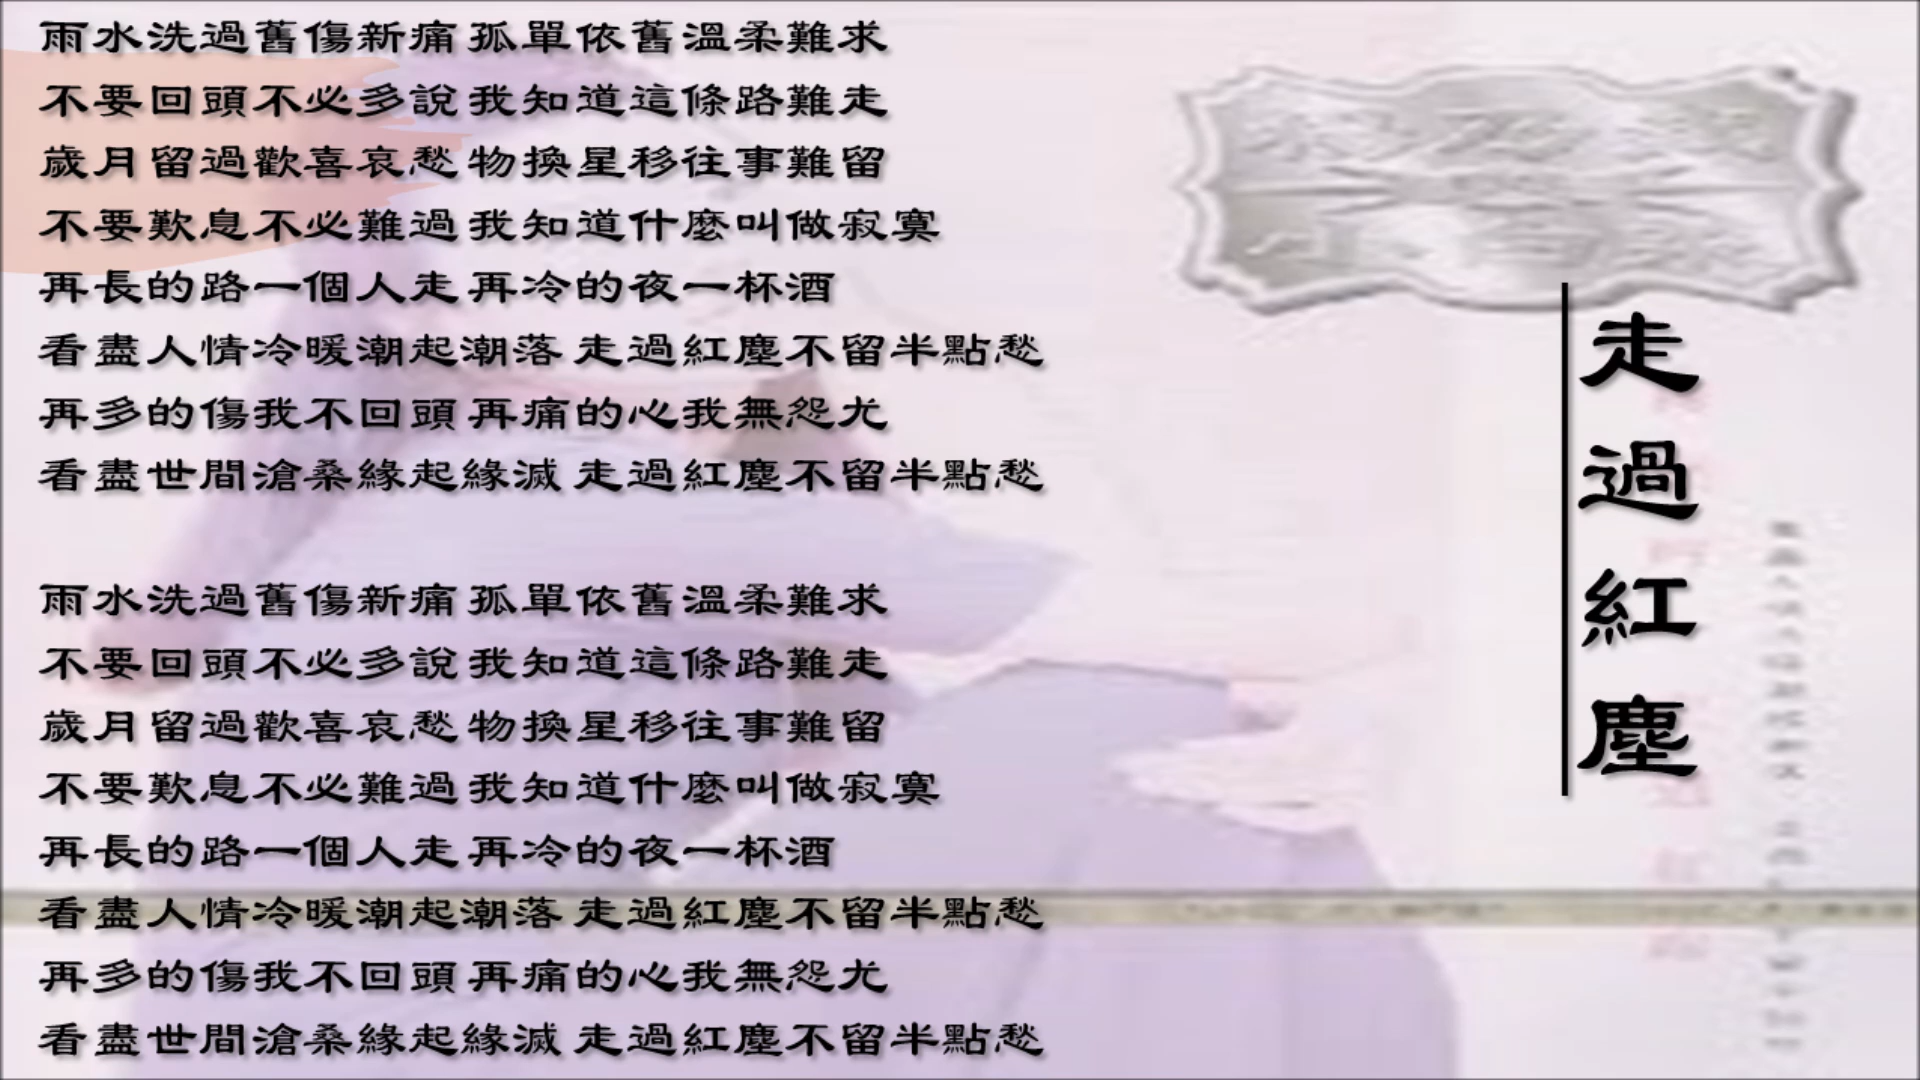 雨水洗過舊傷新痛 孤單依舊溫柔難求
不要回頭不必多說 我知道這條路難走
歲月留過歡喜哀愁 物換星移往事難留
不要歎息不必難過 我知道什麼叫做寂寞
再長的路一個人走 再冷的夜一杯酒
看盡人情冷暖潮起潮落 走過紅塵不留半點愁
再多的傷我不回頭 再痛的心我無怨尤
看盡世間滄桑緣起緣滅 走過紅塵不留半點愁
雨水洗過舊傷新痛 孤單依舊溫柔難求
不要回頭不必多說 我知道這條路難走
歲月留過歡喜哀愁 物換星移往事難留
不要歎息不必難過 我知道什麼叫做寂寞
再長的路一個人走 再冷的夜一杯酒
看盡人情冷暖潮起潮落 走過紅塵不留半點愁
再多的傷我不回頭 再痛的心我無怨尤
看盡世間滄桑緣起緣滅 走過紅塵不留半點愁
走過紅塵